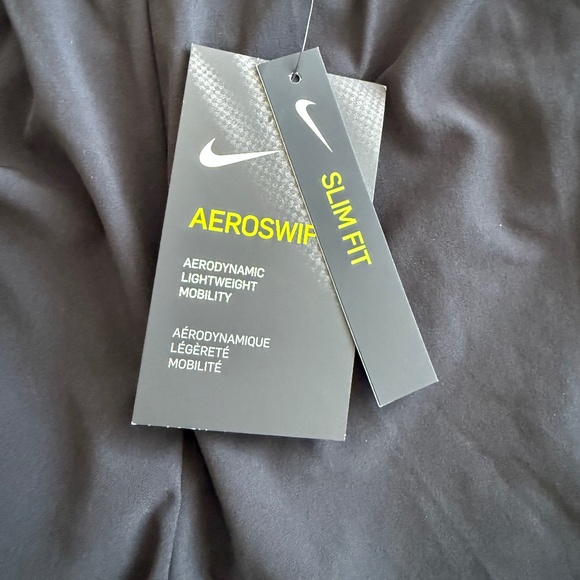 AEROSWIF
AERODYNAMIC
LIGHTWEIGHT
MOBILITY
AÉRODYNAMIQUE
LÉGÈRETÉ
MOBILITÉ
SLIM FIT